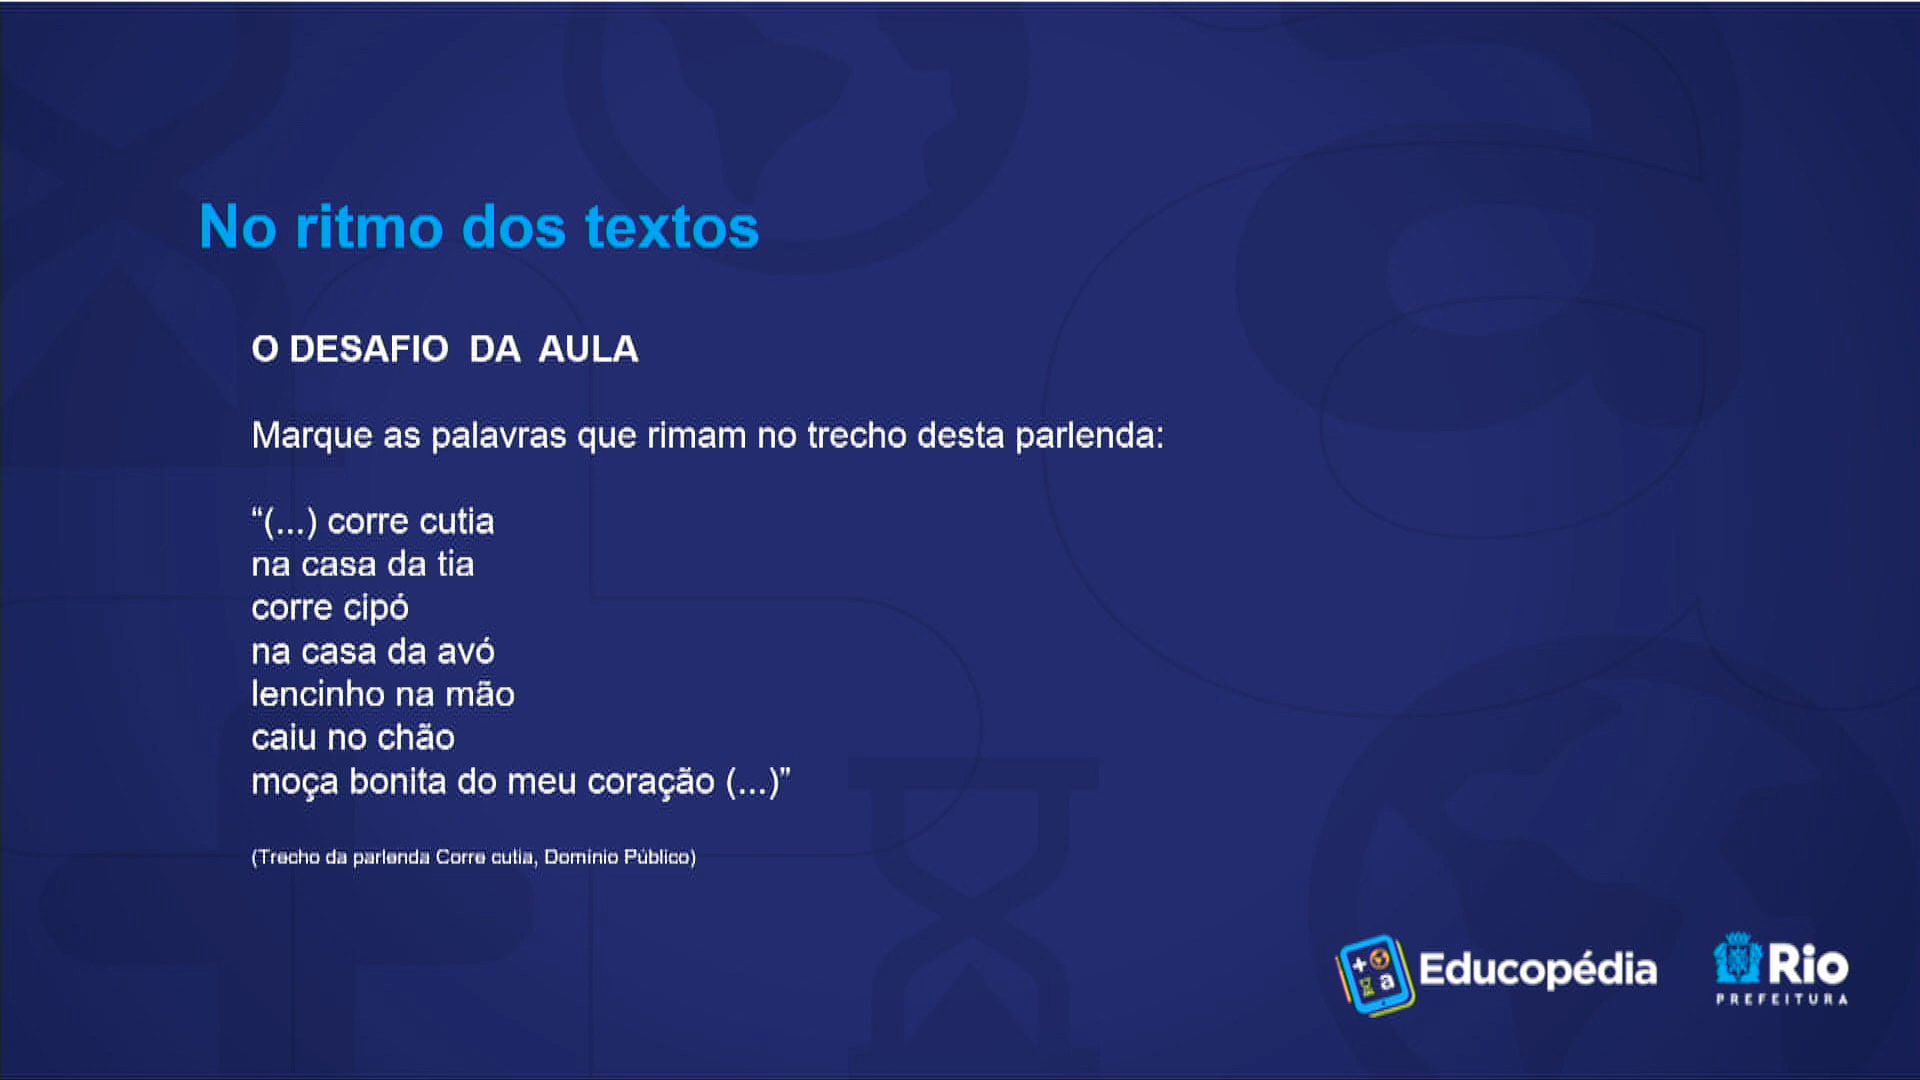 No ritmo dos textos
O DESAFIO DA AULA
Marque as palavras que rimam no trecho desta parlenda:
“(...) corre cutia
na casa da tia
corre cipó
na casa da avó
lencinho na mão
caiu no chão
moça bonita do meu coração (...)”
(Trecho da parlenda Corre cutia, Domínio Público)
Educopédia
Rio
PREFEITURA